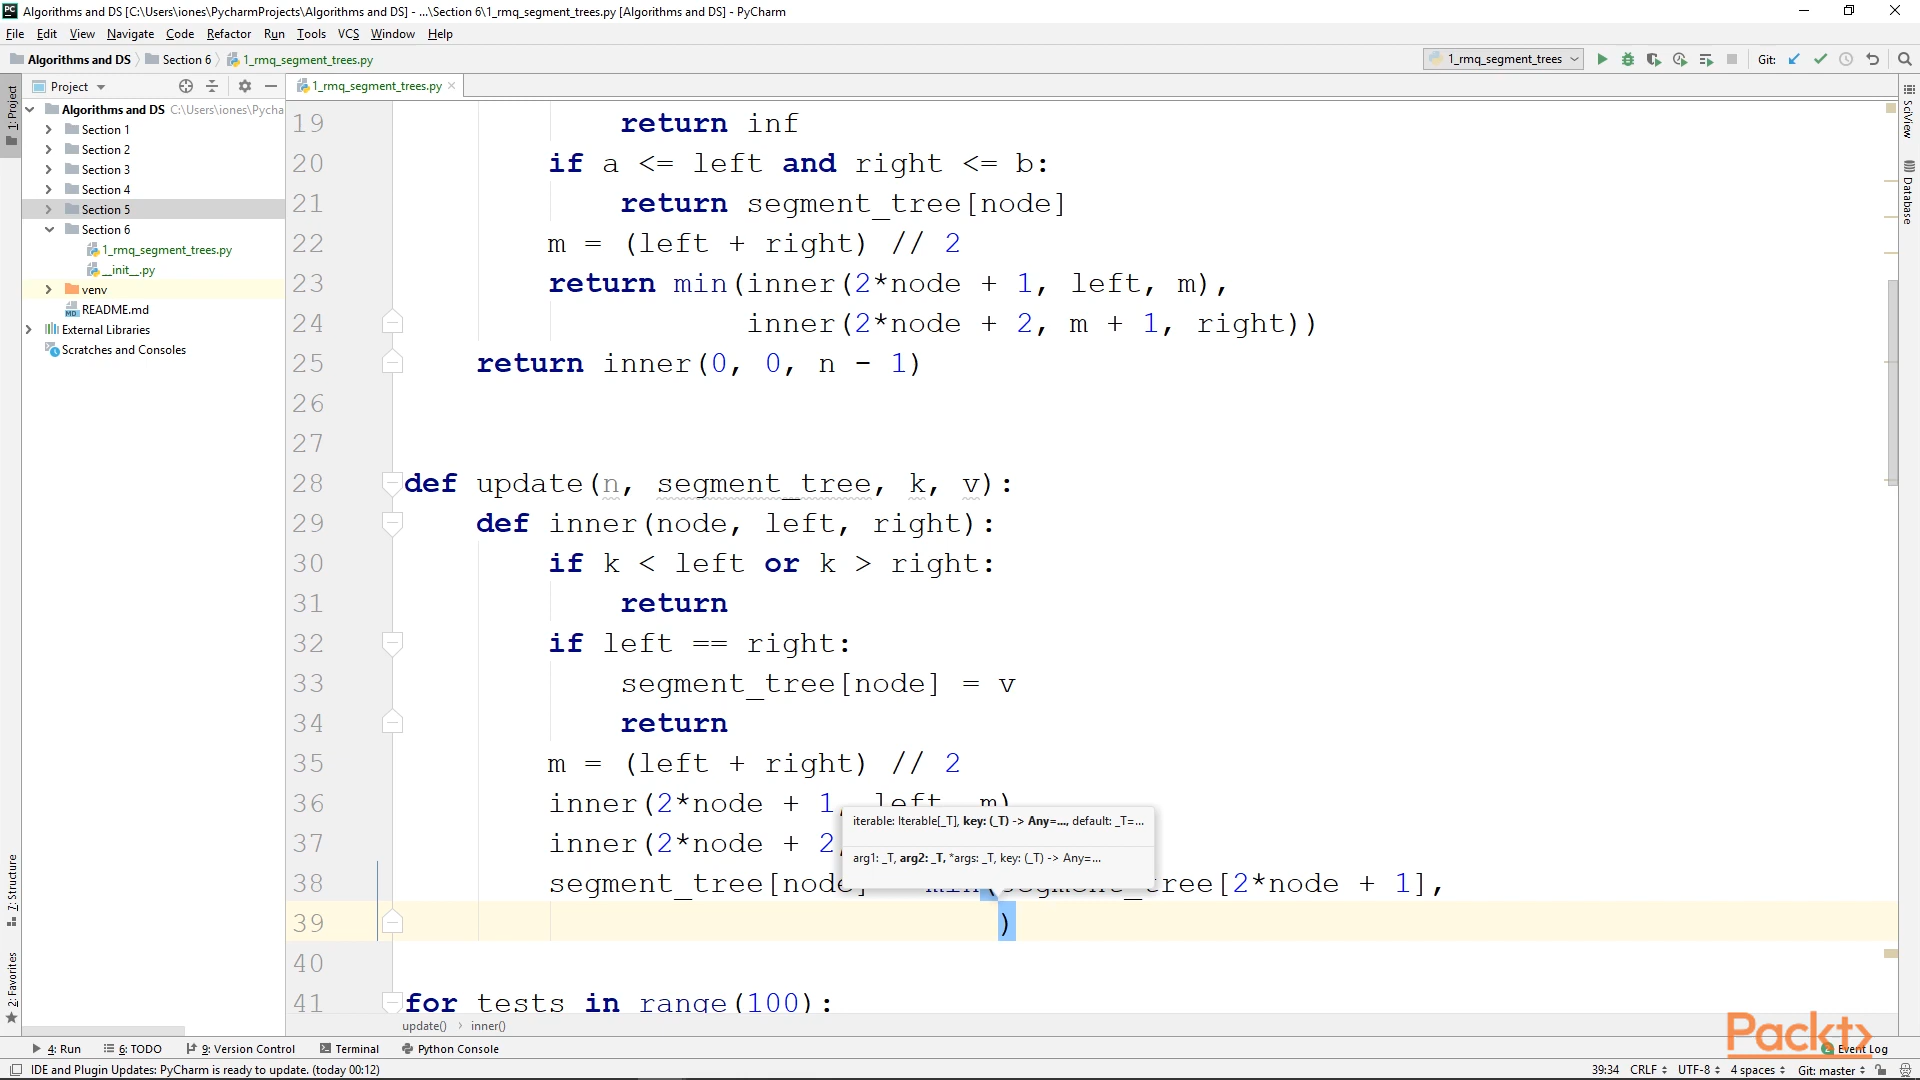 Algorithms and DS [C:\Users\iones\PycharmProjects\Algorithms and DS] - ...\Section 6\1_rmq_segment_trees.py [Algorithms and DS] - PyCharm
File Edit View Navigate Code Refactor Run Tools VCS Window Help
Algorithms and DS Section 6 1_rmq_segment_trees.py 1_rmq_segment_trees Git:
Project 1_rmq_segment_trees.py
1: Project
Algorithms and DS C:\Users\iones\Pycha
Section 1
Section 2
Section 3
Section 4
Section 5
Section 6
1_rmq_segment_trees.py
__init__.py
venv
README.md
External Libraries
Scratches and Consoles
7: Structure
2: Favorites
19 return inf
20 if a <= left and right <= b:
21 return segment_tree[node]
22 m = (left + right) // 2
23 return min(inner(2*node + 1, left, m),
24 inner(2*node + 2, m + 1, right))
25 return inner(0, 0, n - 1)
26
27
28 def update(n, segment_tree, k, v):
29 def inner(node, left, right):
30 if k < left or k > right:
31 return
32 if left == right:
33 segment_tree[node] = v
34 return
35 m = (left + right) // 2
36 inner(2*node + 1, left, m)
iterable: Iterable[_T], key: (_T) -> Any=..., default: _T=...
37 inner(2*node + 2,
arg1: _T, arg2: _T, *args: _T, key: (_T) -> Any=...
38 segment_tree[node] min(segment_tree[2*node + 1],
39 )
40
41 for tests in range(100):
update() inner()
SciView
Database
4: Run 6: TODO 9: Version Control Terminal Python Console
Packt
Event Log
IDE and Plugin Updates: PyCharm is ready to update. (today 00:12) 39:34 CRLF UTF-8 4 spaces Git: master